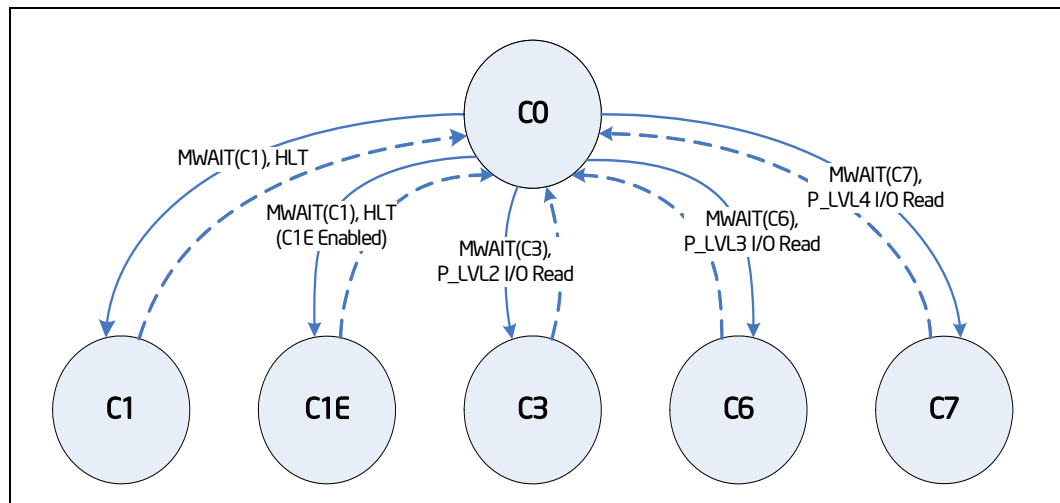 C0
MWAIT(C1), HLT
MWAIT(C1), HLT
(C1E Enabled)
MWAIT(C3),
P_LVL2 I/O Read
MWAIT(C6),
P_LVL3 I/O Read
MWAIT(C7),
P_LVL4 I/O Read
C1
C1E
C3
C6
C7